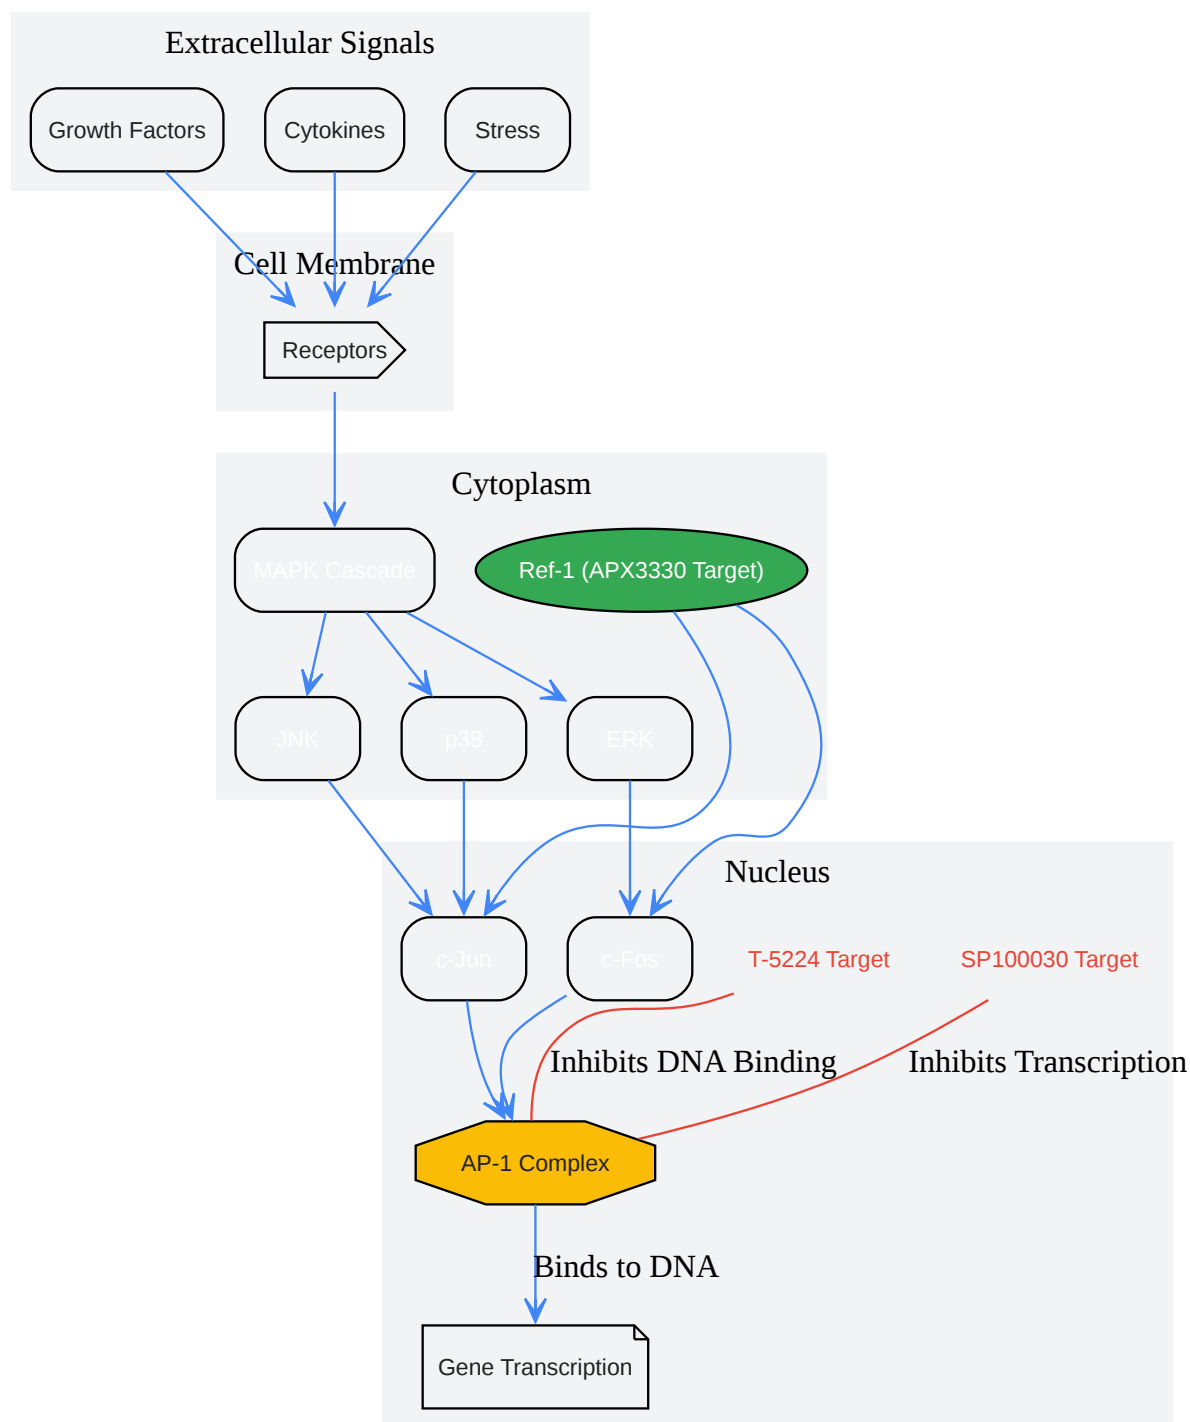 Extracellular Signals
Growth Factors
Cytokines
Stress
Cell Membrane
Receptors
Cytoplasm
MAPK Cascade
Ref-1 (APX3330 Target)
JNK
p38
ERK
Nucleus
c-Jun
c-Fos
T-5224 Target
SP100030 Target
Inhibits DNA Binding
Inhibits Transcription
AP-1 Complex
Binds to DNA
Gene Transcription